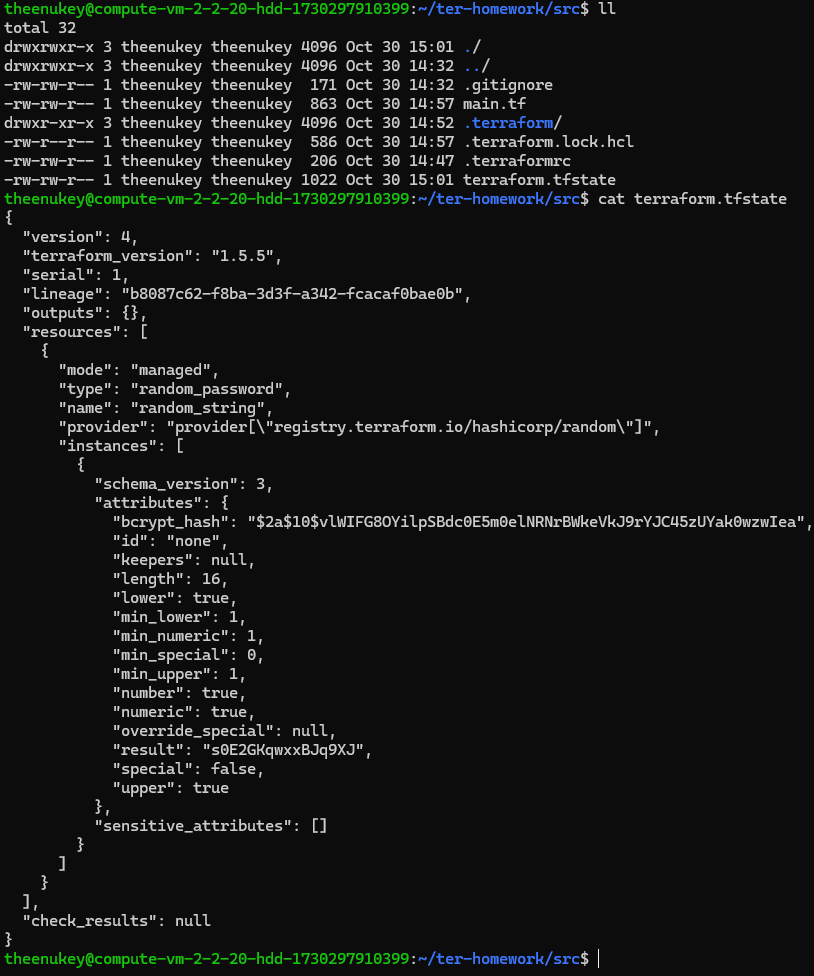 theenukey@compute-vm-2-2-20-hdd-1730297910399:~/ter-homework/src$ ll
total 32
drwxrwxr-x 3 theenukey theenukey 4096 Oct 30 15:01 ./
drwxrwxr-x 3 theenukey theenukey 4096 Oct 30 14:32 ../
-rw-rw-r-- 1 theenukey theenukey  171 Oct 30 14:32 .gitignore
-rw-rw-r-- 1 theenukey theenukey  863 Oct 30 14:57 main.tf
drwxr-xr-x 3 theenukey theenukey 4096 Oct 30 14:52 .terraform/
-rw-r--r-- 1 theenukey theenukey  586 Oct 30 14:57 .terraform.lock.hcl
-rw-rw-r-- 1 theenukey theenukey  206 Oct 30 14:47 .terraformrc
-rw-rw-r-- 1 theenukey theenukey 1022 Oct 30 15:01 terraform.tfstate
theenukey@compute-vm-2-2-20-hdd-1730297910399:~/ter-homework/src$ cat terraform.tfstate
{
  "version": 4,
  "terraform_version": "1.5.5",
  "serial": 1,
  "lineage": "b8087c62-f8ba-3d3f-a342-fcacaf0bae0b",
  "outputs": {},
  "resources": [
    {
      "mode": "managed",
      "type": "random_password",
      "name": "random_string",
      "provider": "provider[\"registry.terraform.io/hashicorp/random\"]",
      "instances": [
        {
          "schema_version": 3,
          "attributes": {
            "bcrypt_hash": "$2a$10$vlWIFG8OYilpSBdc0E5m0elNRNrBWkeVkJ9rYJC45zUYak0wzwIea",
            "id": "none",
            "keepers": null,
            "length": 16,
            "lower": true,
            "min_lower": 1,
            "min_numeric": 1,
            "min_special": 0,
            "min_upper": 1,
            "number": true,
            "numeric": true,
            "override_special": null,
            "result": "s0E2GKqwxxBJq9XJ",
            "special": false,
            "upper": true
          },
          "sensitive_attributes": []
        }
      ]
    }
  ],
  "check_results": null
}
theenukey@compute-vm-2-2-20-hdd-1730297910399:~/ter-homework/src$